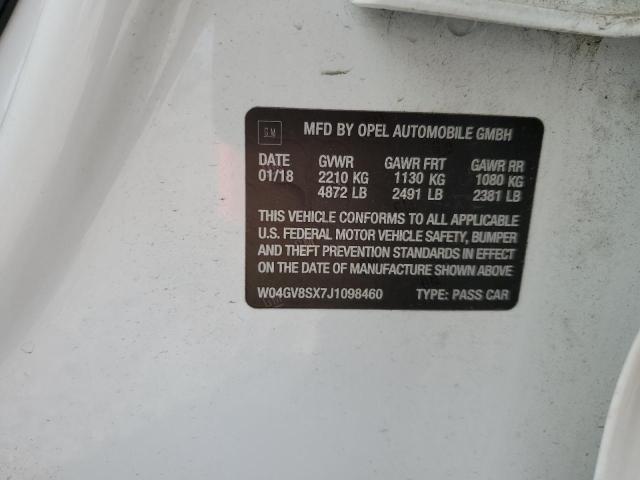 GM MFD BY OPEL AUTOMOBILE GMBH
DATE GVWR GAWR FRT GAWR RR
01/18 2210 KG 1130 KG 1080 KG
4872 LB 2491 LB 2381 LB
THIS VEHICLE CONFORMS TO ALL APPLICABLE
U.S. FEDERAL MOTOR VEHICLE SAFETY, BUMPER
AND THEFT PREVENTION STANDARDS IN EFFECT
ON THE DATE OF MANUFACTURE SHOWN ABOVE
W04GV8SX7J1098460 TYPE: PASS CAR